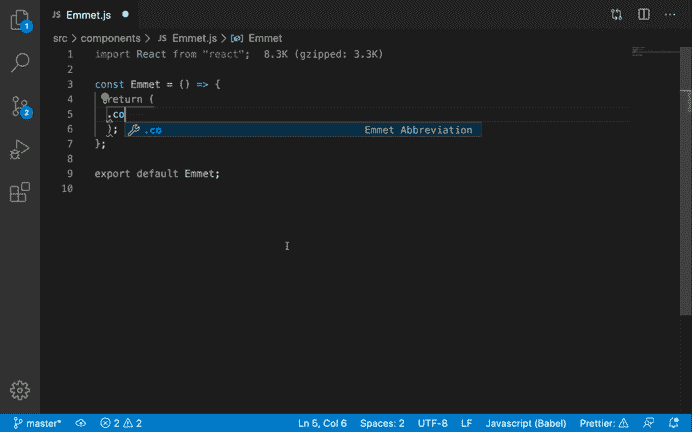 JS Emmet.js
src > components > JS Emmet.js > Emmet
1 import React from "react"; 8.3K (gzipped: 3.3K)
2
3 const Emmet = () => {
4 return (
5 .co
.co Emmet Abbreviation
6 );
7 };
8
9 export default Emmet;
10
1
2
master* 2 2 Ln 5, Col 6 Spaces: 2 UTF-8 LF Javascript (Babel) Prettier: